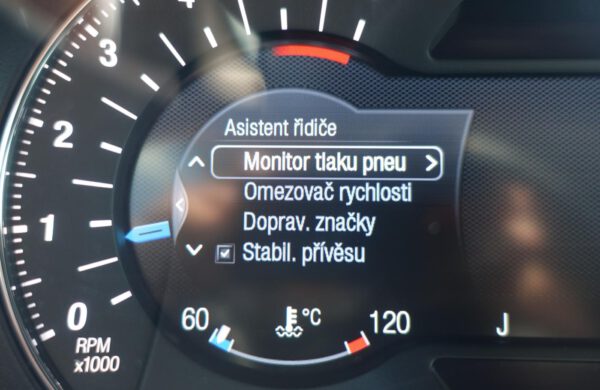 3
2
1
0
RPM
x1000
Asistent řidiče
Monitor tlaku pneu
Omezovač rychlosti
Doprav. značky
Stabil. přívěsu
60 °C 120
J